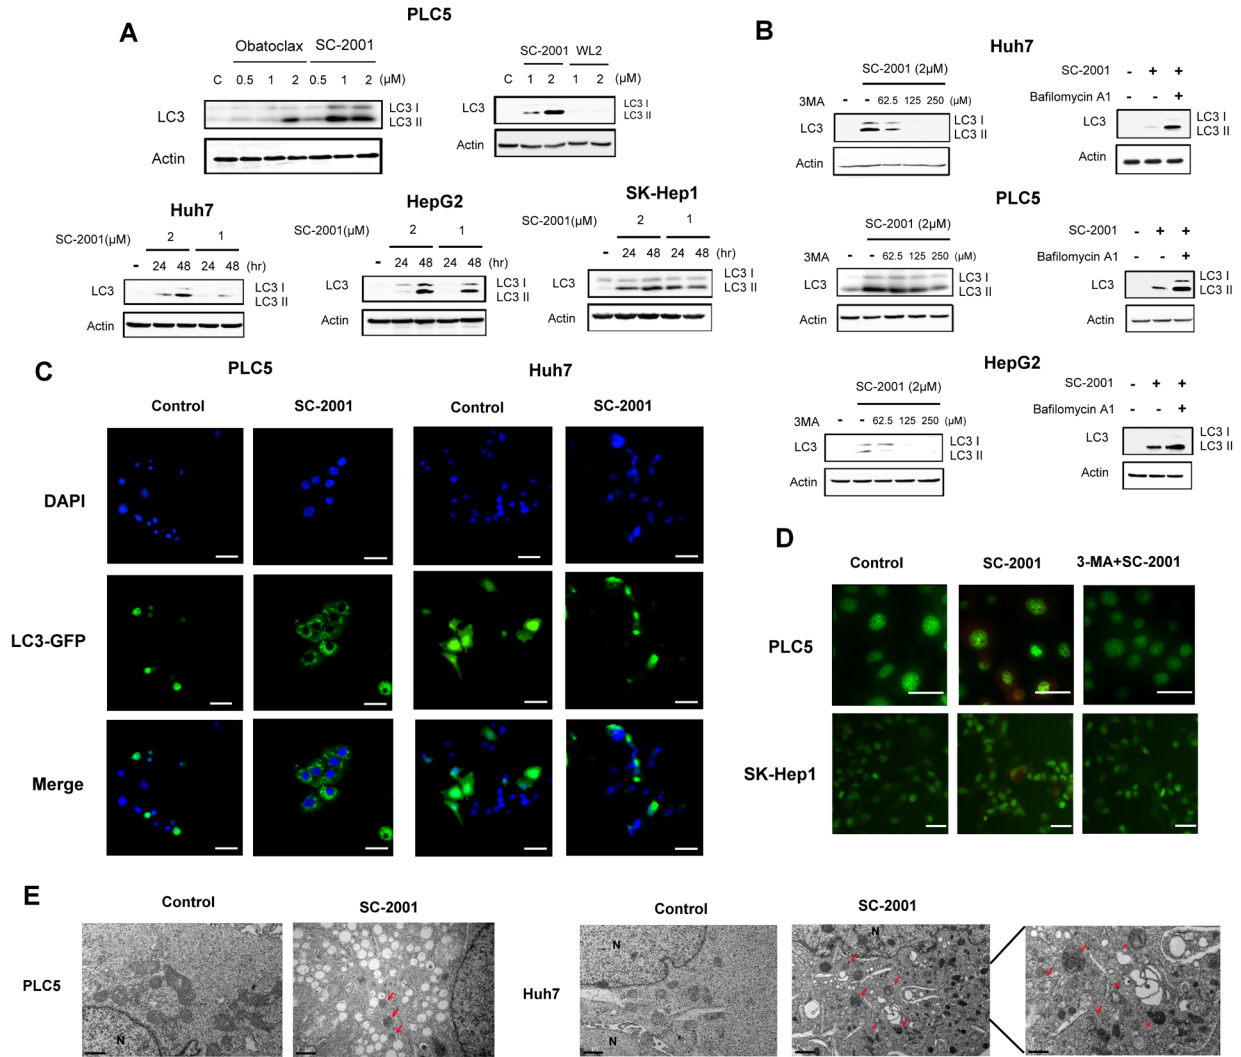 A
PLC5
Obatoclax SC-2001
C 0.5 1 2 0.5 1 2 (μM)
LC3
LC3 I
LC3 II
Actin
SC-2001 WL2
C 1 2 1 2 (μM)
LC3
LC3 I
LC3 II
Actin
Huh7
SC-2001(μM) 2 1
- 24 48 24 48 (hr)
LC3
LC3 I
LC3 II
Actin
HepG2
SC-2001(μM) 2 1
- 24 48 24 48 (hr)
LC3
LC3 I
LC3 II
Actin
SK-Hep1
SC-2001(μM) 2 1
- 24 48 24 48 (hr)
LC3
LC3 I
LC3 II
Actin
B
Huh7
SC-2001 (2μM)
3MA - - 62.5 125 250 (μM)
LC3
LC3 I
LC3 II
Actin
SC-2001 - + +
Bafilomycin A1 - - +
LC3
LC3 I
LC3 II
Actin
PLC5
SC-2001 (2μM)
3MA - - 62.5 125 250 (μM)
LC3
LC3 I
LC3 II
Actin
SC-2001 - + +
Bafilomycin A1 - - +
LC3
LC3 I
LC3 II
Actin
HepG2
SC-2001 (2μM)
3MA - - 62.5 125 250 (μM)
LC3
LC3 I
LC3 II
Actin
SC-2001 - + +
Bafilomycin A1 - - +
LC3
LC3 I
LC3 II
Actin
C
PLC5 Huh7
Control SC-2001 Control SC-2001
DAPI
LC3-GFP
Merge
D
Control SC-2001 3-MA+SC-2001
PLC5
SK-Hep1
E
Control SC-2001 Control SC-2001
PLC5
N
Huh7
N
N
N